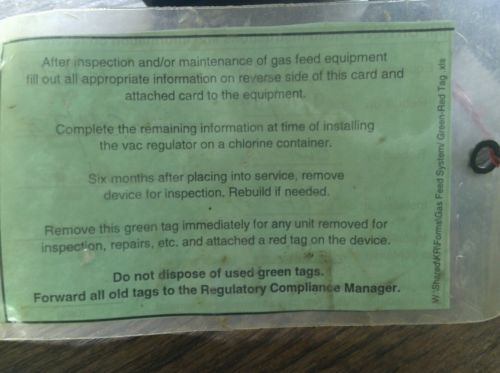 After inspection and/or maintenance of gas feed equipment
fill out all appropriate information on reverse side of this card and
attached card to the equipment.
Complete the remaining information at time of installing
the vac regulator on a chlorine container.
Six months after placing into service, remove
device for inspection. Rebuild if needed.
Remove this green tag immediately for any unit removed for
inspection, repairs, etc. and attached a red tag on the device.
Do not dispose of used green tags.
Forward all old tags to the Regulatory Compliance Manager.
W:\Shared\KR\Forms\Gas Feed System/ Green-Red Tag .xls